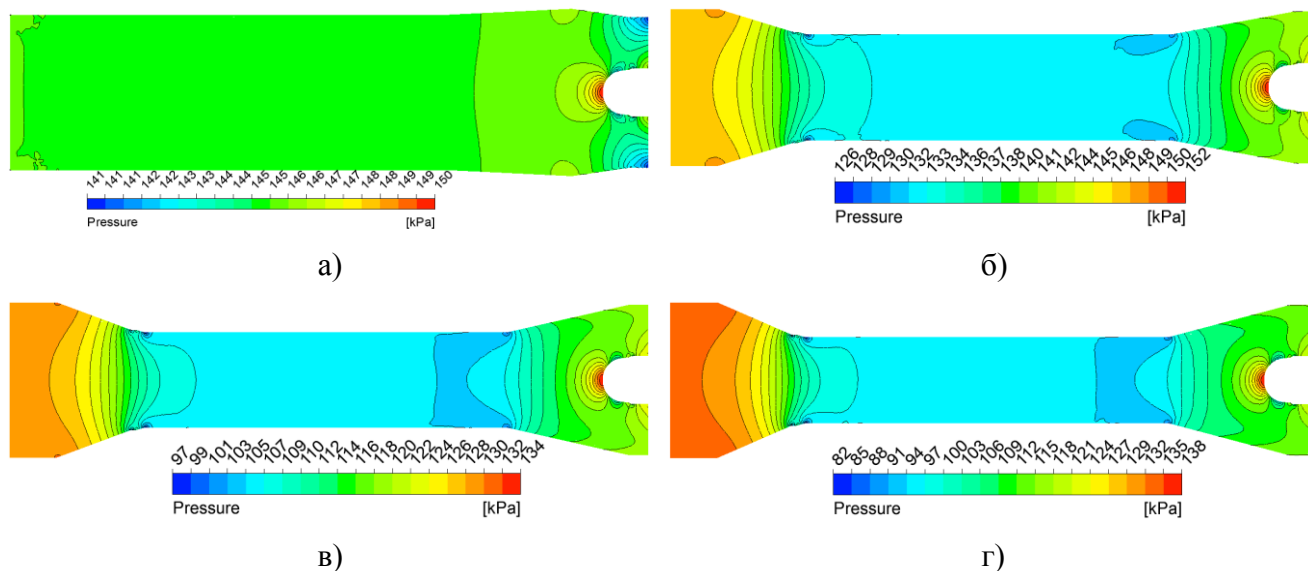 141 141 141 142 142 143 143 144 144 145 145 146 146 147 147 148 148 149 149 150
Pressure [kPa]
а)
126 128 129 130 132 133 134 136 137 138 140 141 142 144 145 146 148 149 150 152
Pressure [kPa]
б)
97 99 101 103 105 107 109 110 112 114 116 118 120 122 124 126 128 130 132 134
Pressure [kPa]
в)
82 85 88 91 94 97 100 103 106 109 112 115 118 121 124 127 129 132 135 138
Pressure [kPa]
г)